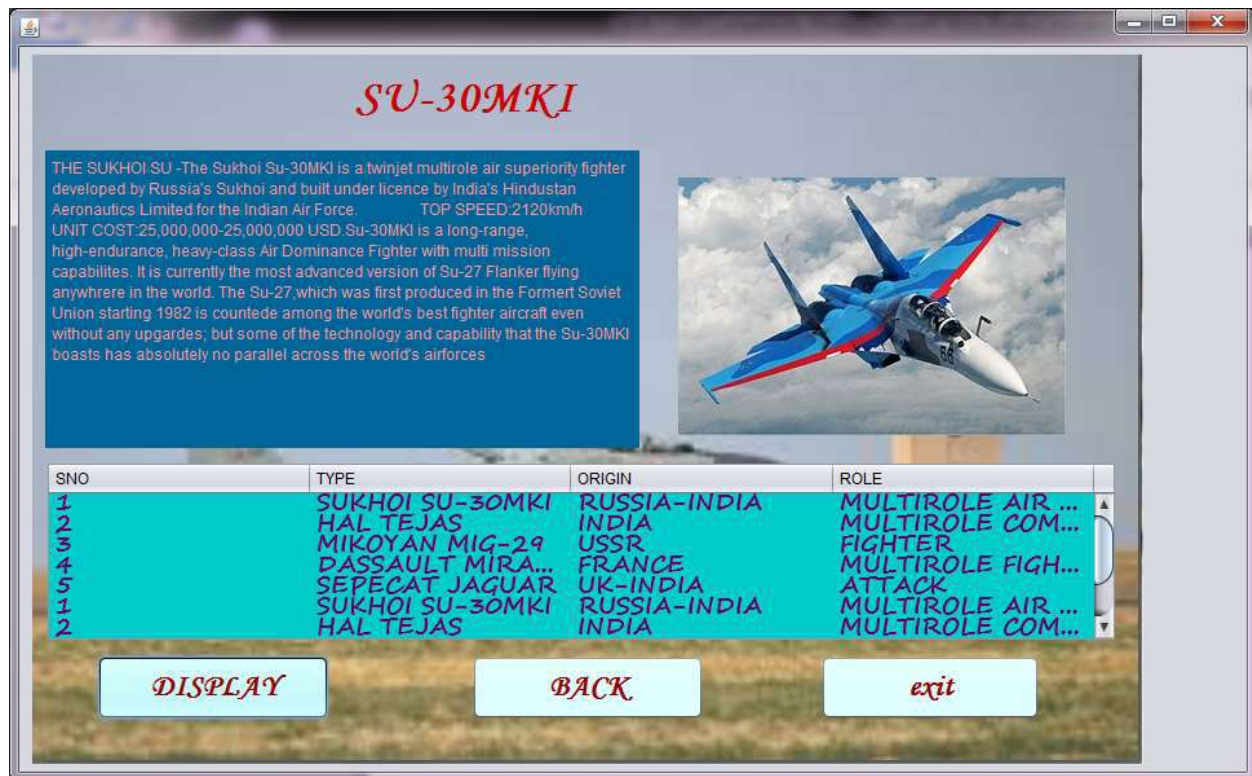 SU-30MKI
THE SUKHOI SU -The Sukhoi Su-30MKI is a twinjet multirole air superiority fighter
developed by Russia's Sukhoi and built under licence by India's Hindustan
Aeronautics Limited for the Indian Air Force. TOP SPEED:2120km/h
UNIT COST:25,000,000-25,000,000 USD.Su-30MKI is a long-range,
high-endurance, heavy-class Air Dominance Fighter with multi mission
capabilites. It is currently the most advanced version of Su-27 Flanker flying
anywhrere in the world. The Su-27,which was first produced in the Formert Soviet
Union starting 1982 is countede among the world's best fighter aircraft even
without any upgardes; but some of the technology and capability that the Su-30MKI
boasts has absolutely no parallel across the world's airforces
68
SNO TYPE ORIGIN ROLE
1 SUKHOI SU-30MKI RUSSIA-INDIA MULTIROLE AIR ...
2 HAL TEJAS INDIA MULTIROLE COM...
3 MIKOYAN MIG-29 USSR FIGHTER
4 DASSAULT MIRA... FRANCE MULTIROLE FIGH...
5 SEPECAT JAGUAR UK-INDIA ATTACK
1 SUKHOI SU-30MKI RUSSIA-INDIA MULTIROLE AIR ...
2 HAL TEJAS INDIA MULTIROLE COM...
DISPLAY BACK exit